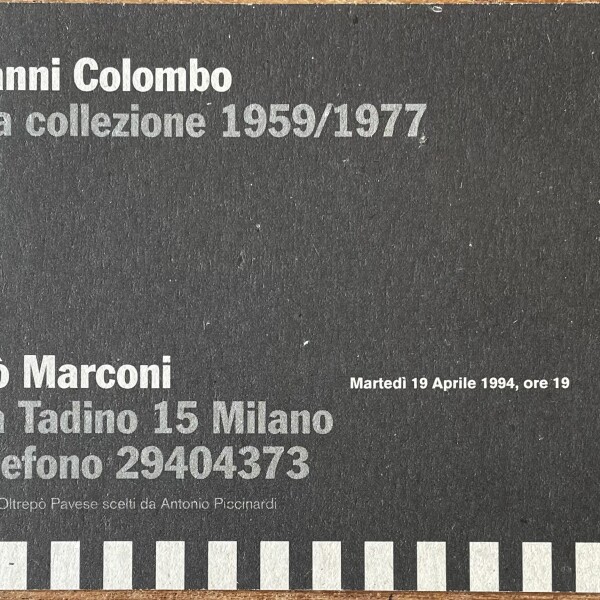 anni Colombo
a collezione 1959/1977
ò Marconi
Martedì 19 Aprile 1994, ore 19
a Tadino 15 Milano
efono 29404373
Oltrepò Pavese scelti da Antonio Piccinardi